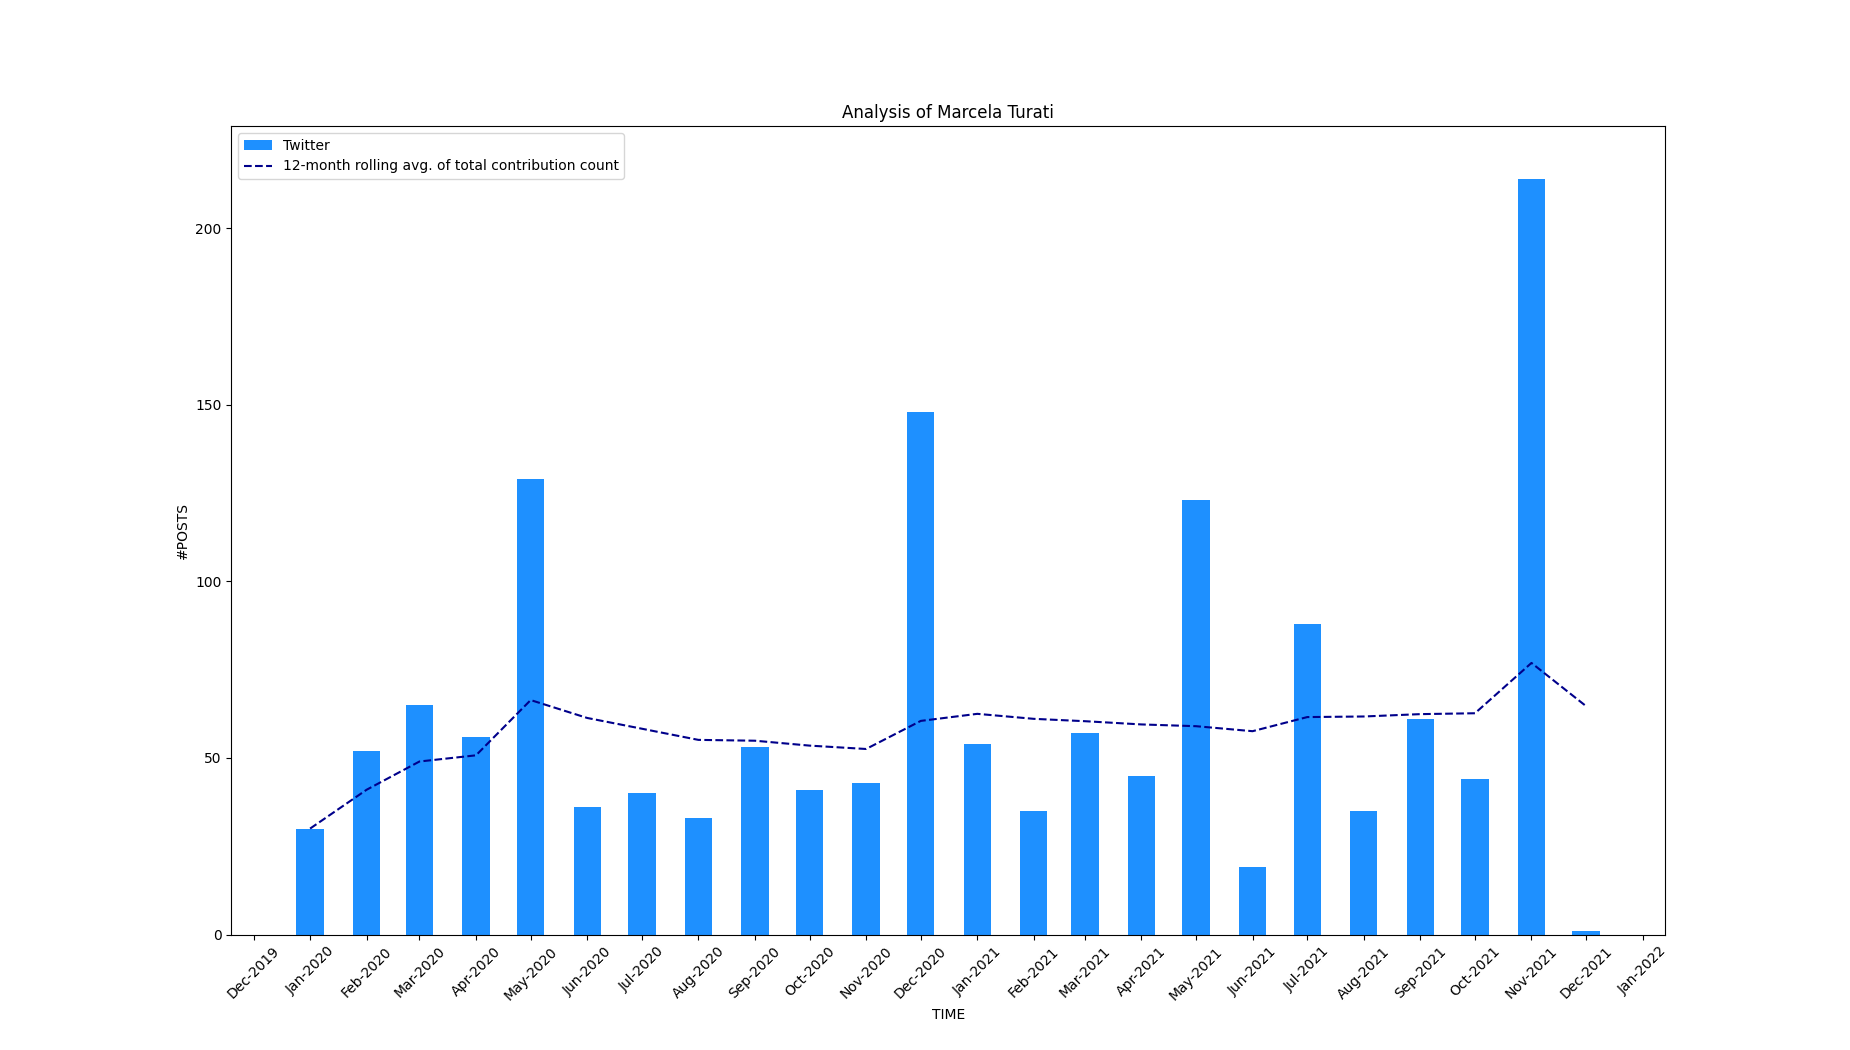 Analysis of Marcela Turati
Twitter
12-month rolling avg. of total contribution count
200
150
100
50
0
#POSTS
Dec-2019
Jan-2020
Feb-2020
Mar-2020
Apr-2020
May-2020
Jun-2020
Jul-2020
Aug-2020
Sep-2020
Oct-2020
Nov-2020
Dec-2020
Jan-2021
Feb-2021
Mar-2021
Apr-2021
May-2021
Jun-2021
Jul-2021
Aug-2021
Sep-2021
Oct-2021
Nov-2021
Dec-2021
Jan-2022
TIME